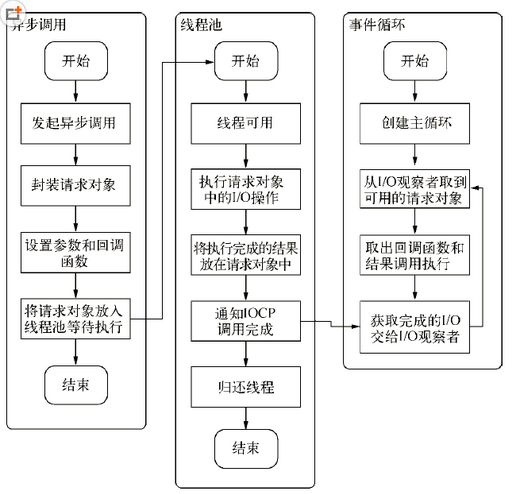 异步调用
开始
发起异步调用
封装请求对象
设置参数和回调
函数
将请求对象放入
线程池等待执行
结束
线程池
开始
线程可用
执行请求对象
中的I/O操作
将执行完成的结果
放在请求对象中
通知IOCP
调用完成
归还线程
结束
事件循环
开始
创建主循环
从I/O观察者取到
可用的请求对象
取出回调函数和
结果调用执行
获取完成的I/O
交给I/O观察者